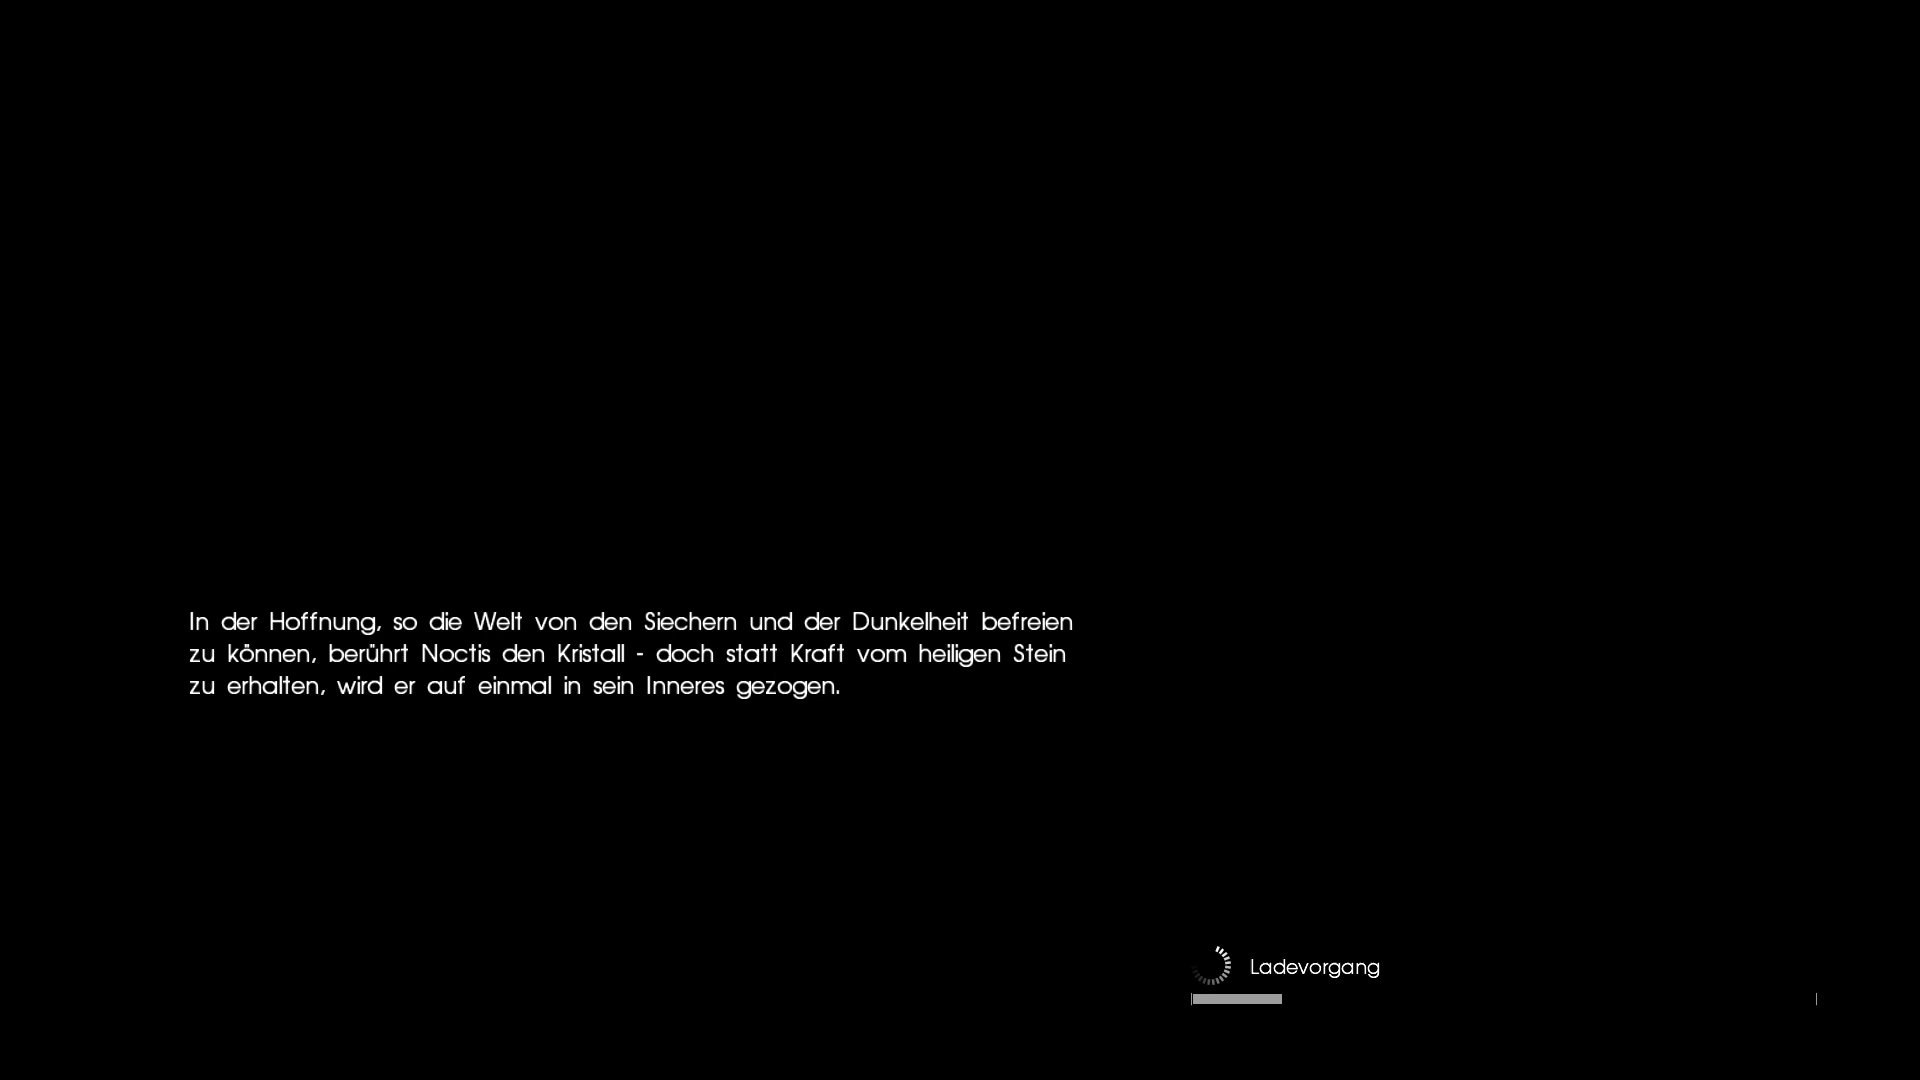 In der Hoffnung, so die Welt von den Siechern und der Dunkelheit befreien
zu können, berührt Noctis den Kristall - doch statt Kraft vom heiligen Stein
zu erhalten, wird er auf einmal in sein Inneres gezogen.
Ladevorgang